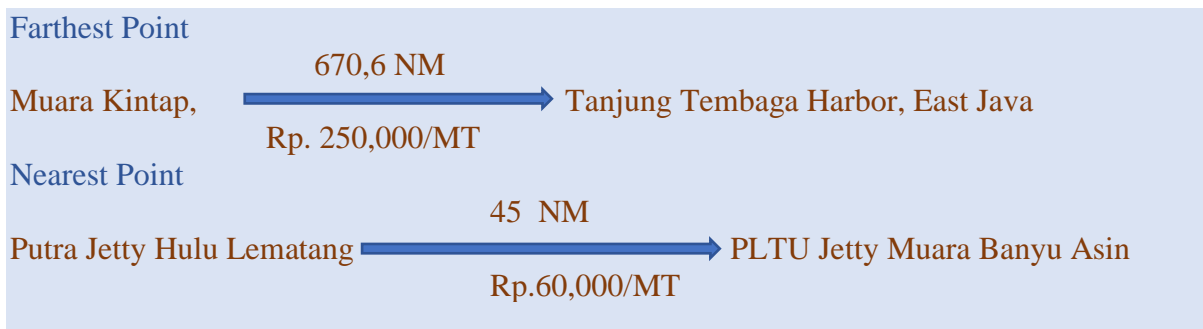 Farthest Point
670,6 NM
Muara Kintap, Tanjung Tembaga Harbor, East Java
Rp. 250,000/MT
Nearest Point
45 NM
Putra Jetty Hulu Lematang PLTU Jetty Muara Banyu Asin
Rp.60,000/MT